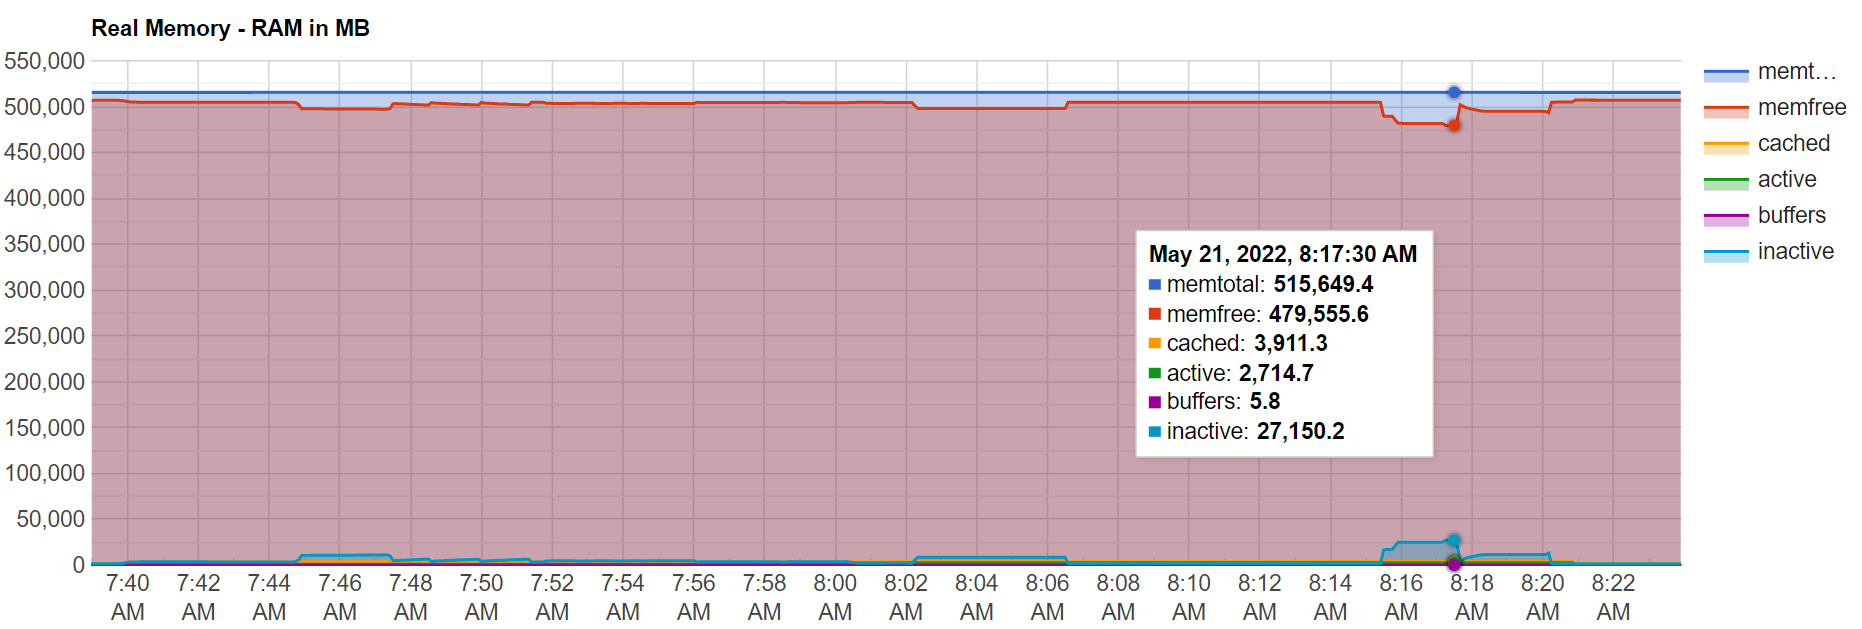 Real Memory - RAM in MB
550,000
500,000
450,000
400,000
350,000
300,000
250,000
200,000
150,000
100,000
50,000
0
7:40 AM
7:42 AM
7:44 AM
7:46 AM
7:48 AM
7:50 AM
7:52 AM
7:54 AM
7:56 AM
7:58 AM
8:00 AM
8:02 AM
8:04 AM
8:06 AM
8:08 AM
8:10 AM
8:12 AM
8:14 AM
8:16 AM
8:18 AM
8:20 AM
8:22 AM
May 21, 2022, 8:17:30 AM
memtotal: 515,649.4
memfree: 479,555.6
cached: 3,911.3
active: 2,714.7
buffers: 5.8
inactive: 27,150.2
memt…
memfree
cached
active
buffers
inactive